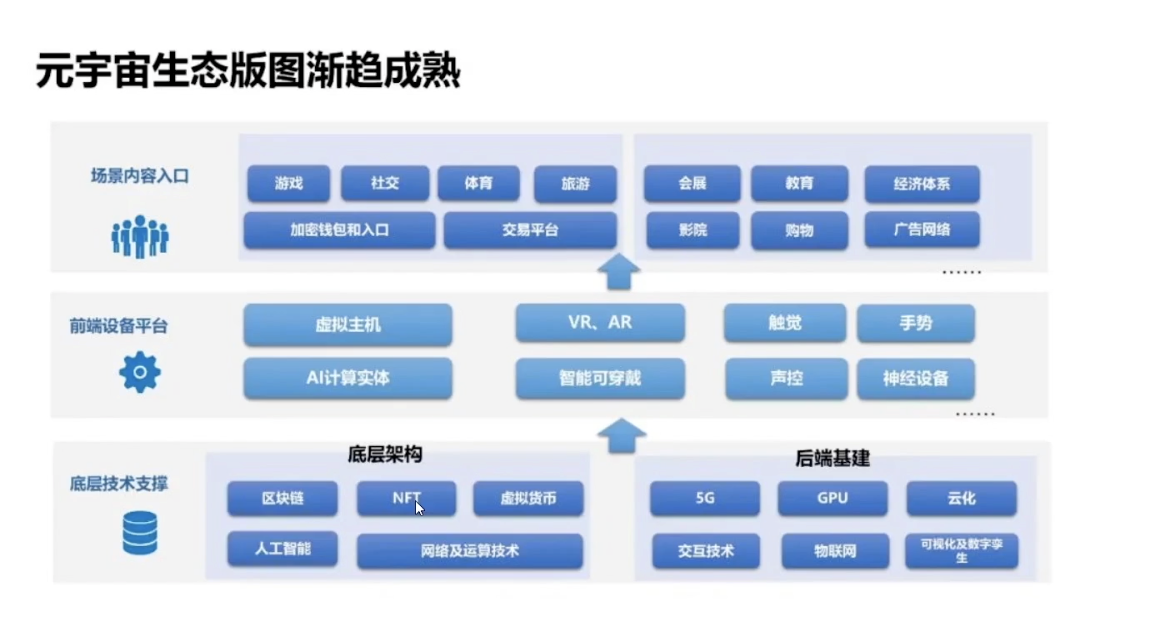 元宇宙生态版图渐趋成熟
场景内容入口
游戏
社交
体育
旅游
会展
教育
经济体系
加密钱包和入口
交易平台
影院
购物
广告网络
......
前端设备平台
虚拟主机
VR、AR
触觉
手势
AI计算实体
智能可穿戴
声控
神经设备
......
底层技术支撑
底层架构
后端基建
区块链
NFT
虚拟货币
5G
GPU
云化
人工智能
网络及运算技术
交互技术
物联网
可视化及数字孪
生